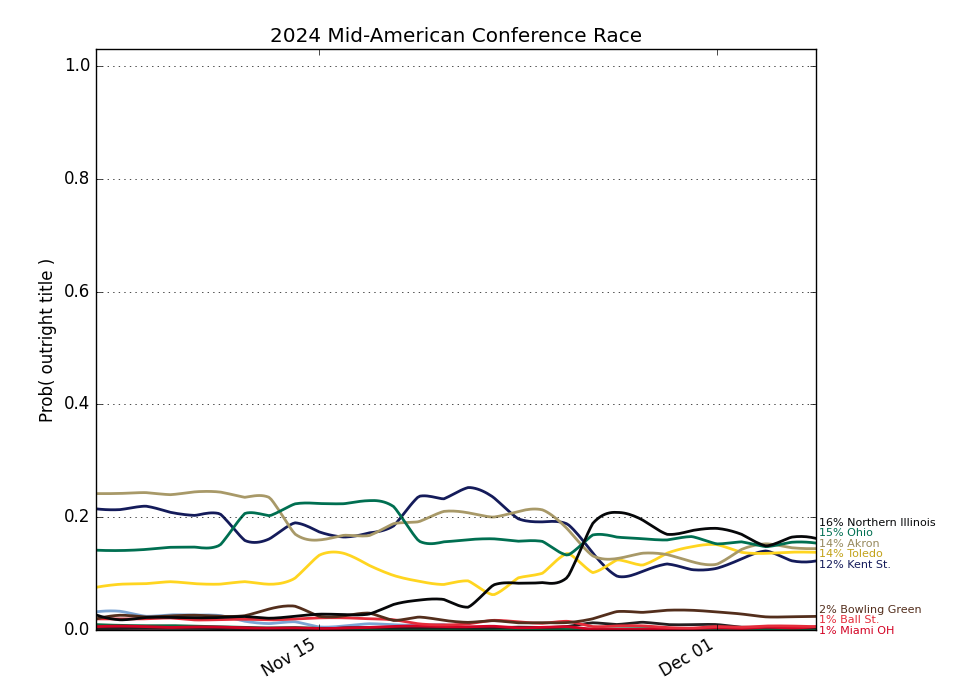 2024 Mid-American Conference Race
Prob( outright title )
1.0
0.8
0.6
0.4
0.2
0.0
Nov 15
Dec 01
16% Northern Illinois
15% Ohio
14% Akron
14% Toledo
12% Kent St.
2% Bowling Green
1% Ball St.
1% Miami OH